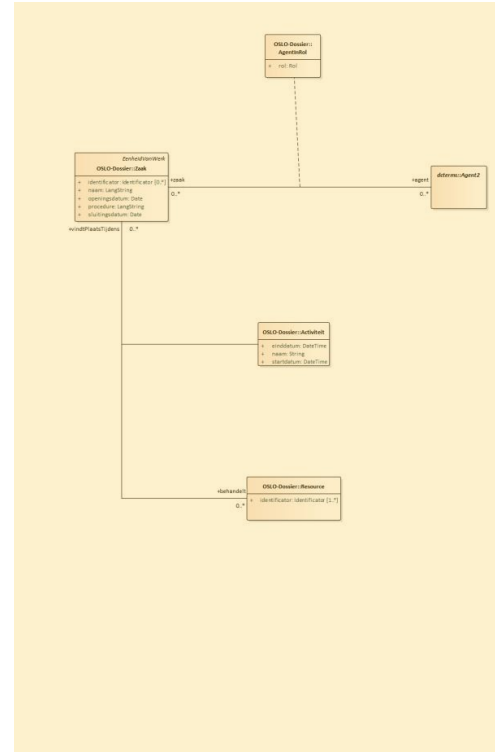 OSLO-Dossier::
AgentInRol
+ rol: Rol
EenheidVanWerk
OSLO-Dossier::Zaak
+ identificator: Identificator [0..*]
+ naam: LangString
+ openingsdatum: Date
+ procedure: LangString
+ sluitingsdatum: Date
+zaak
0..*
+agent
0..*
dcterms::Agent2
+vindtPlaatsTijdens 0..*
OSLO-Dossier::Activiteit
+ einddatum: DateTime
+ naam: String
+ startdatum: DateTime
+behandelt
0..*
OSLO-Dossier::Resource
+ identificator: Identificator [1..*]